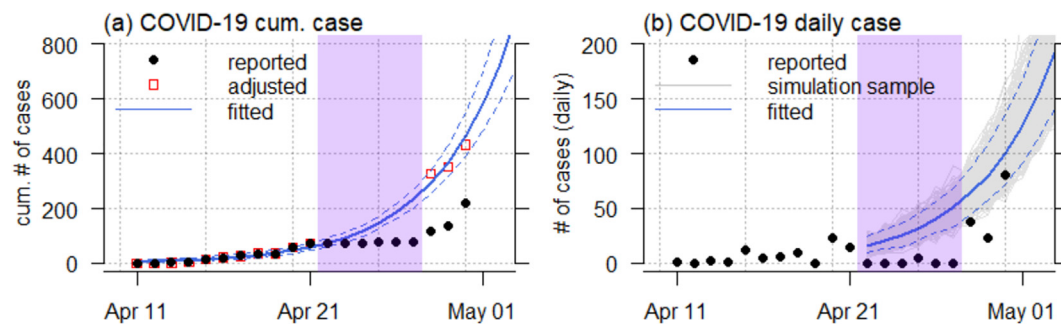 (a) COVID-19 cum. case
cum. # of cases
800
600
400
200
0
reported
adjusted
fitted
Apr 11
Apr 21
May 01
(b) COVID-19 daily case
# of cases (daily)
200
150
100
50
0
reported
simulation sample
fitted
Apr 11
Apr 21
May 01